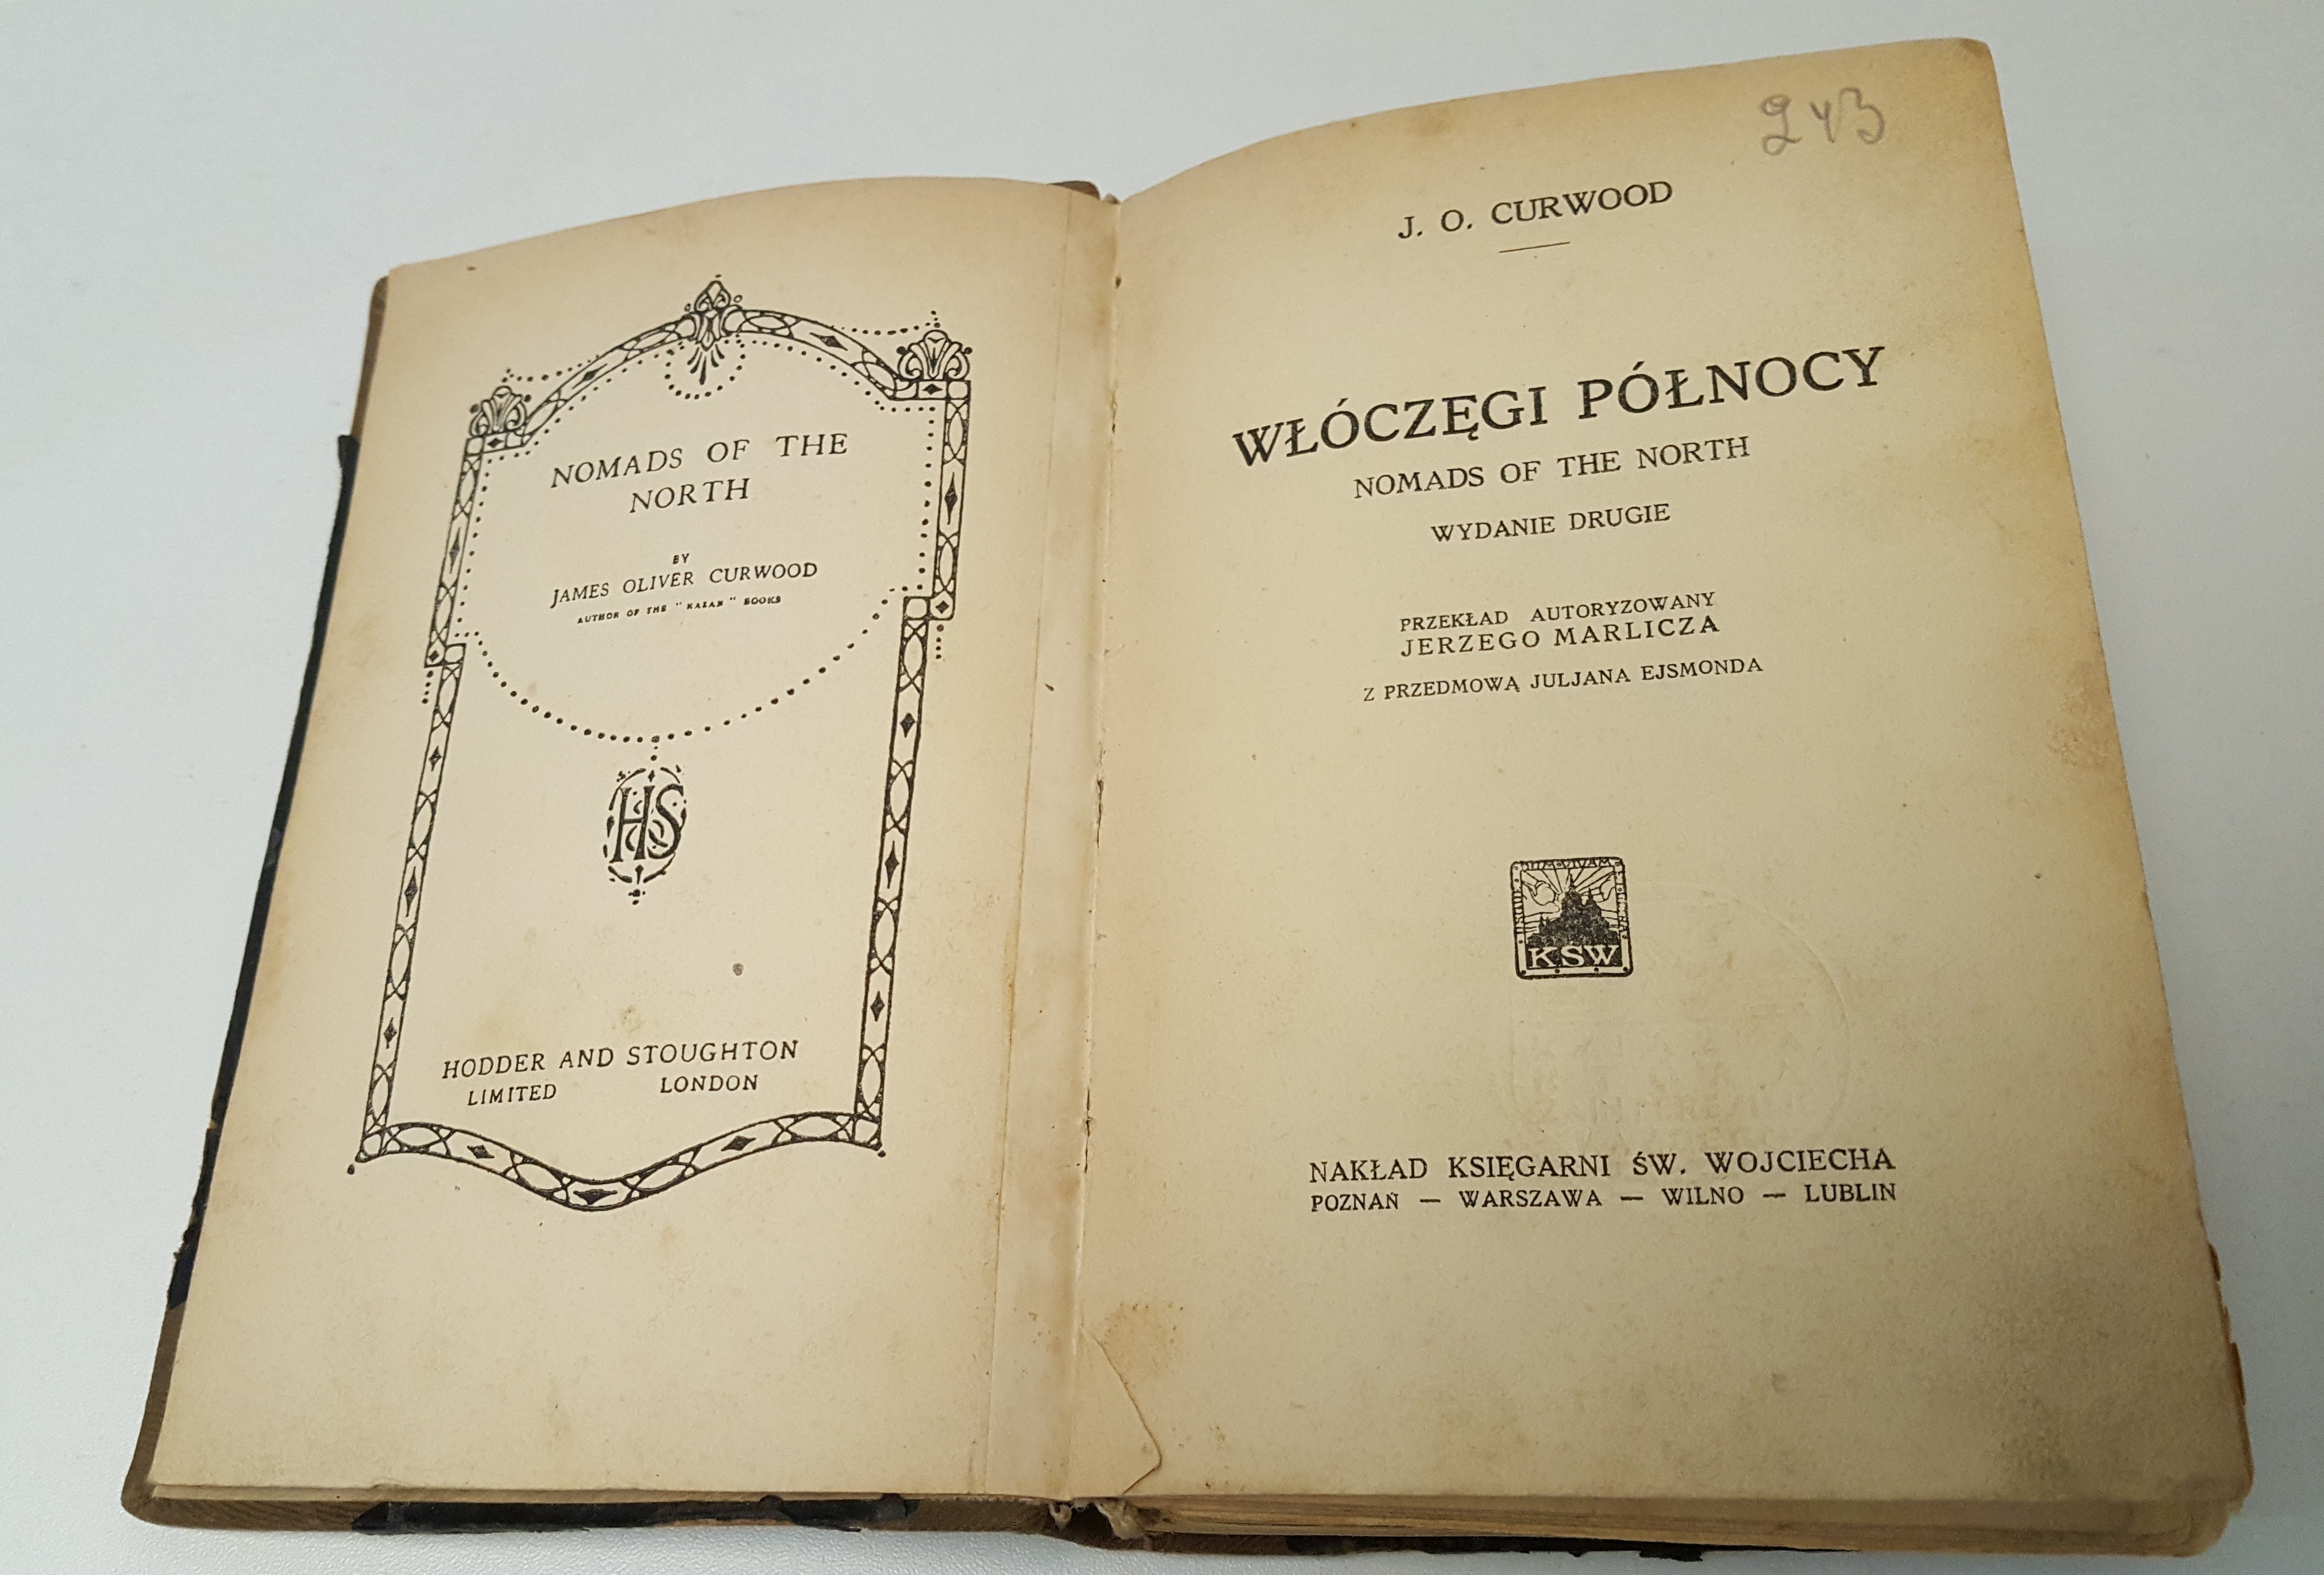 NOMADS OF THE
NORTH
BY
JAMES OLIVER CURWOOD
AUTHOR OF THE "KAZAN" BOOKS
HS
HODDER AND STOUGHTON
LIMITED LONDON
243
J. O. CURWOOD
WŁÓCZĘGI PÓŁNOCY
NOMADS OF THE NORTH
WYDANIE DRUGIE
PRZEKŁAD AUTORYZOWANY
JERZEGO MARLICZA
Z PRZEDMOWĄ JULJANA EJSMONDA
KSW
NAKŁAD KSIĘGARNI ŚW. WOJCIECHA
POZNAŃ — WARSZAWA — WILNO — LUBLIN